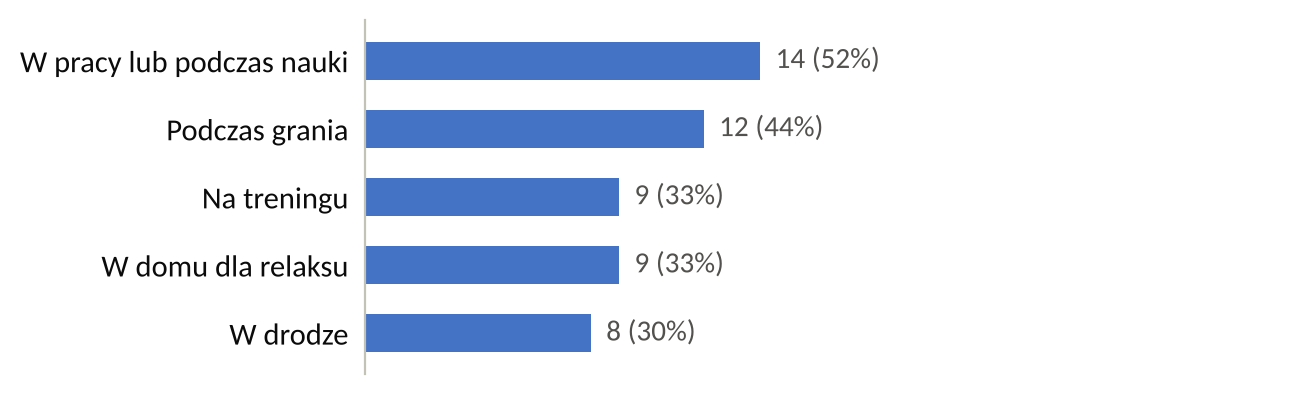 W pracy lub podczas nauki 14 (52%)
Podczas grania 12 (44%)
Na treningu 9 (33%)
W domu dla relaksu 9 (33%)
W drodze 8 (30%)